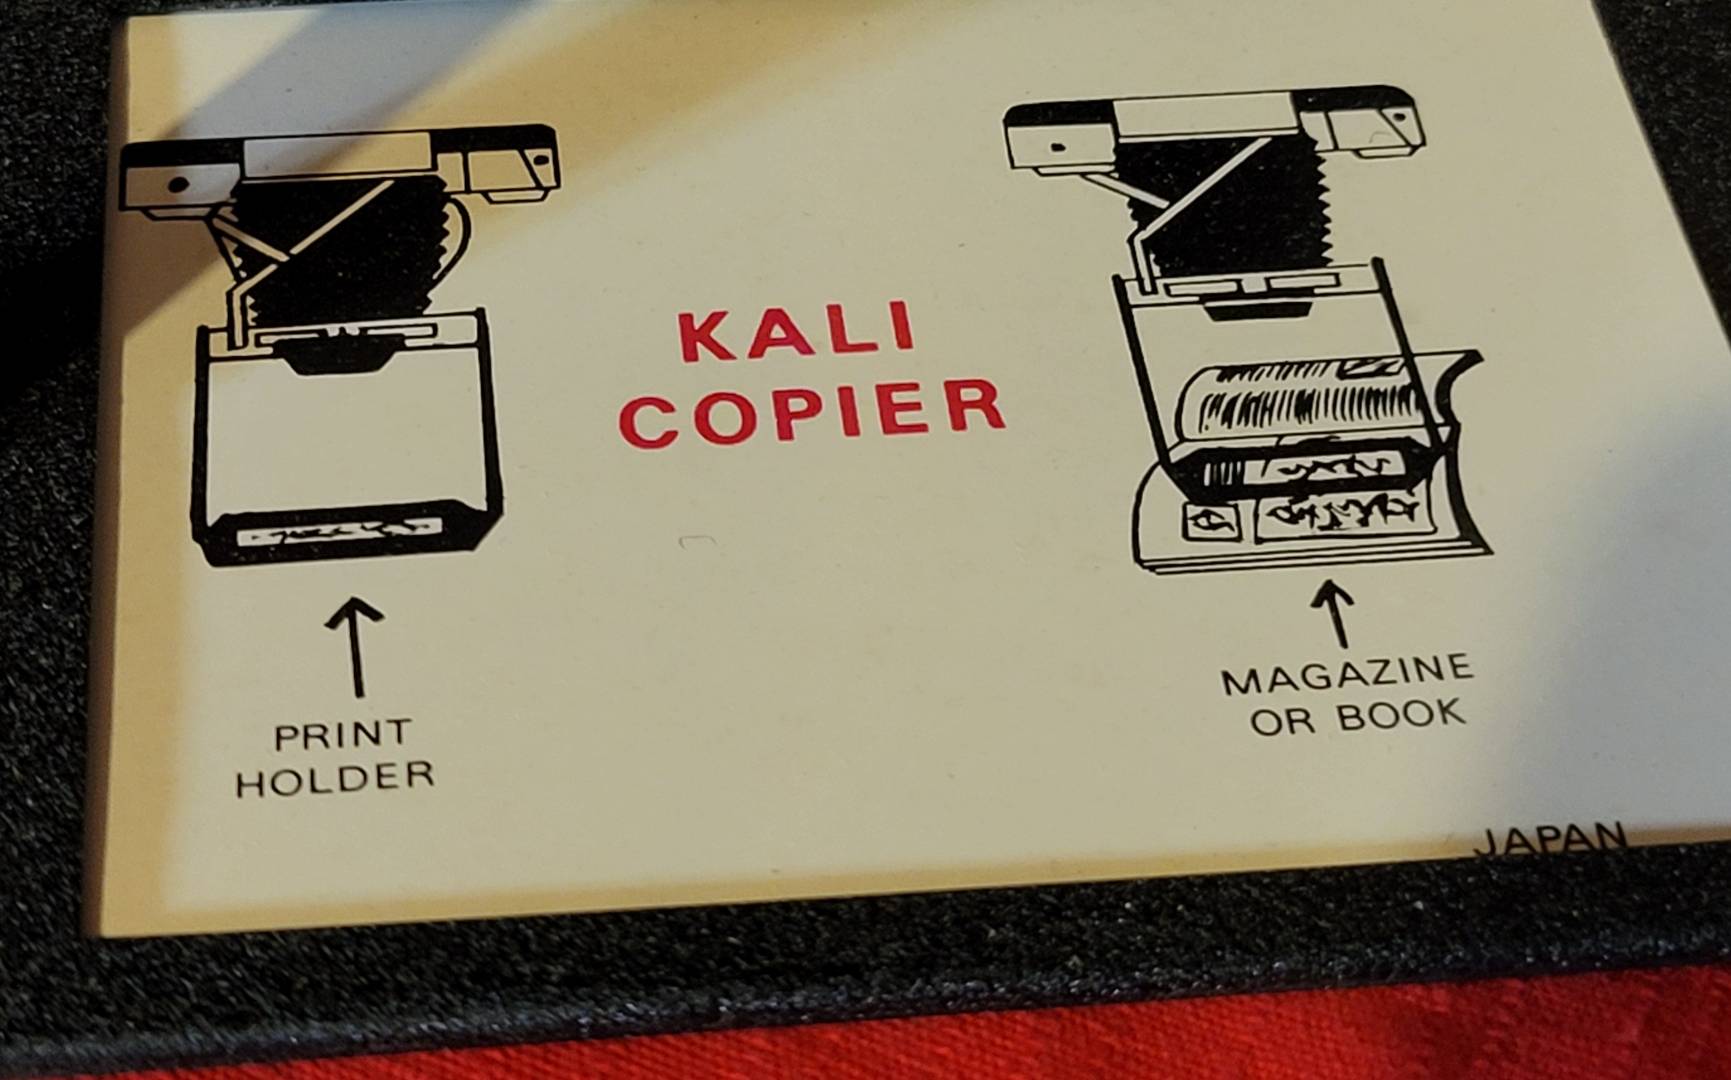 KALI
COPIER
PRINT
HOLDER
MAGAZINE
OR BOOK
JAPAN